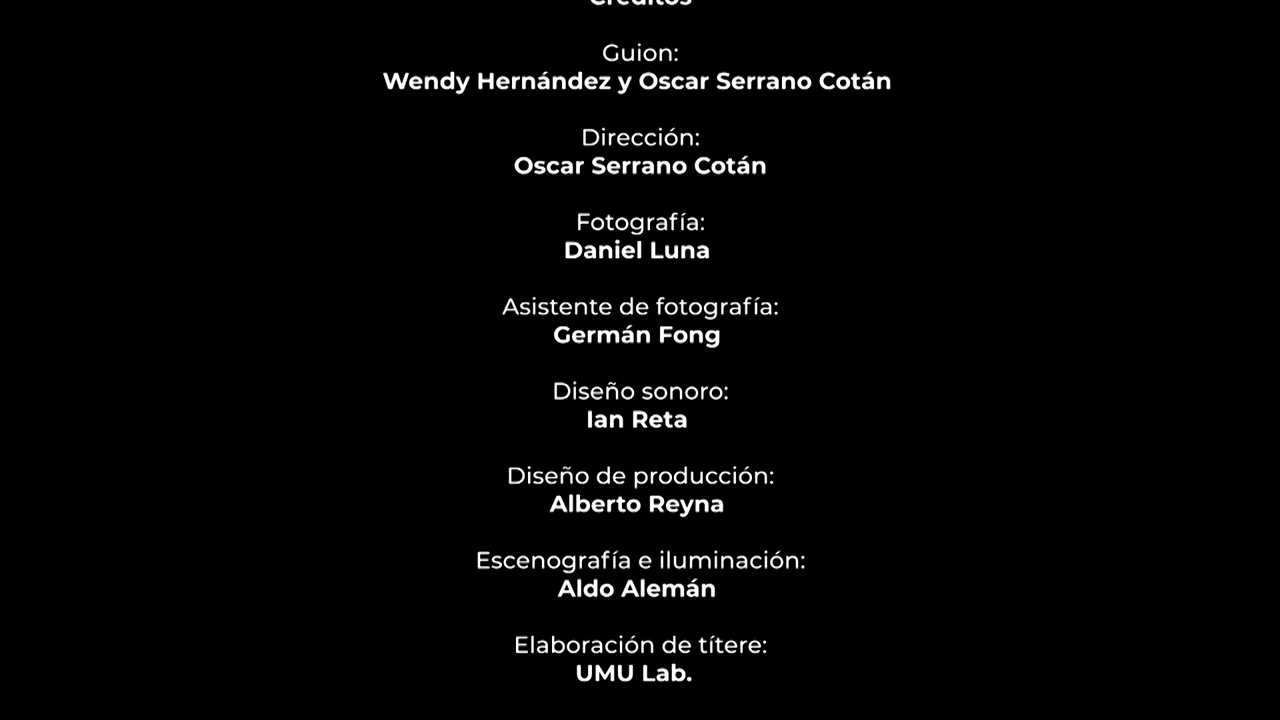 Créditos
Guion:
Wendy Hernández y Oscar Serrano Cotán
Dirección:
Oscar Serrano Cotán
Fotografía:
Daniel Luna
Asistente de fotografía:
Germán Fong
Diseño sonoro:
Ian Reta
Diseño de producción:
Alberto Reyna
Escenografía e iluminación:
Aldo Alemán
Elaboración de títere:
UMU Lab.